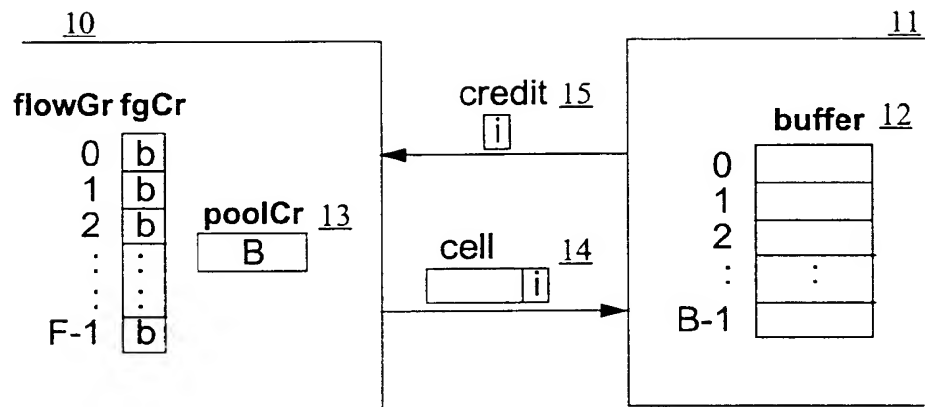 10
11
flowGr fgCr
credit 15
i
buffer 12
0 b
1 b
2 b
: :
. .
F-1 b
poolCr 13
B
cell 14
i
0
1
2
: :
B-1